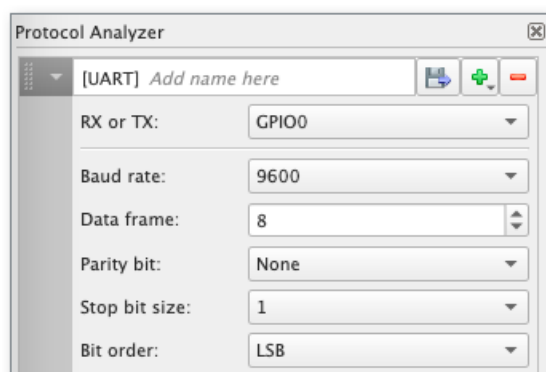 Protocol Analyzer
[UART] Add name here
RX or TX: GPIO0
Baud rate: 9600
Data frame: 8
Parity bit: None
Stop bit size: 1
Bit order: LSB